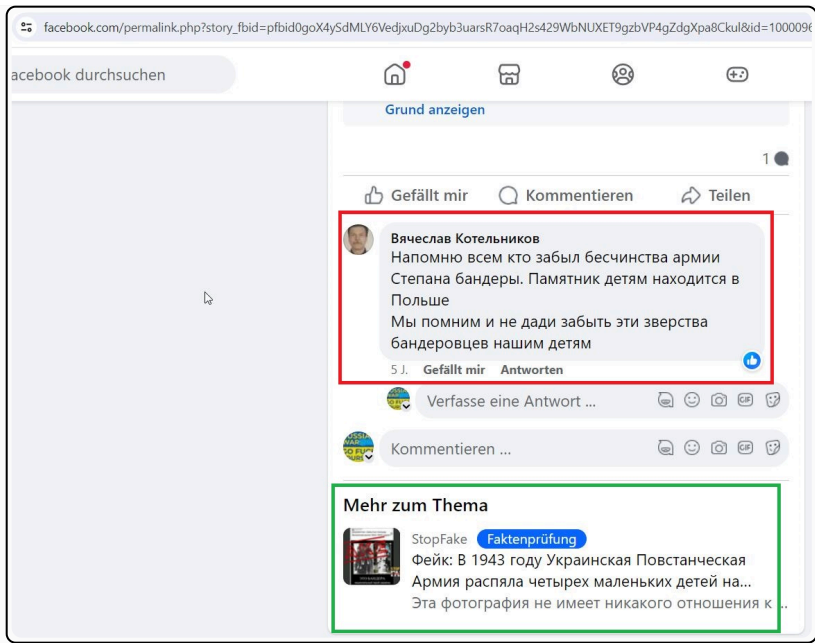 facebook.com/permalink.php?story_fbid=pfbid0goX4ySdMLY6VedjxuDg2byb3uarsR7oaqH2s429WbNUXET9gzbVP4gZdgXpa8Ckul&id=1000096
acebook durchsuchen
Grund anzeigen
1
Gefällt mir Kommentieren Teilen
Вячеслав Котельников
Напомню всем кто забыл бесчинства армии
Степана бандеры. Памятник детям находится в
Польше
Мы помним и не дади забыть эти зверства
бандеровцев нашим детям
5 J. Gefällt mir Antworten
Verfasse eine Antwort ...
GIF
Kommentieren ...
GIF
Mehr zum Thema
StopFake Faktenprüfung
Фейк: В 1943 году Украинская Повстанческая
Армия распяла четырех маленьких детей на...
Эта фотография не имеет никакого отношения к ...